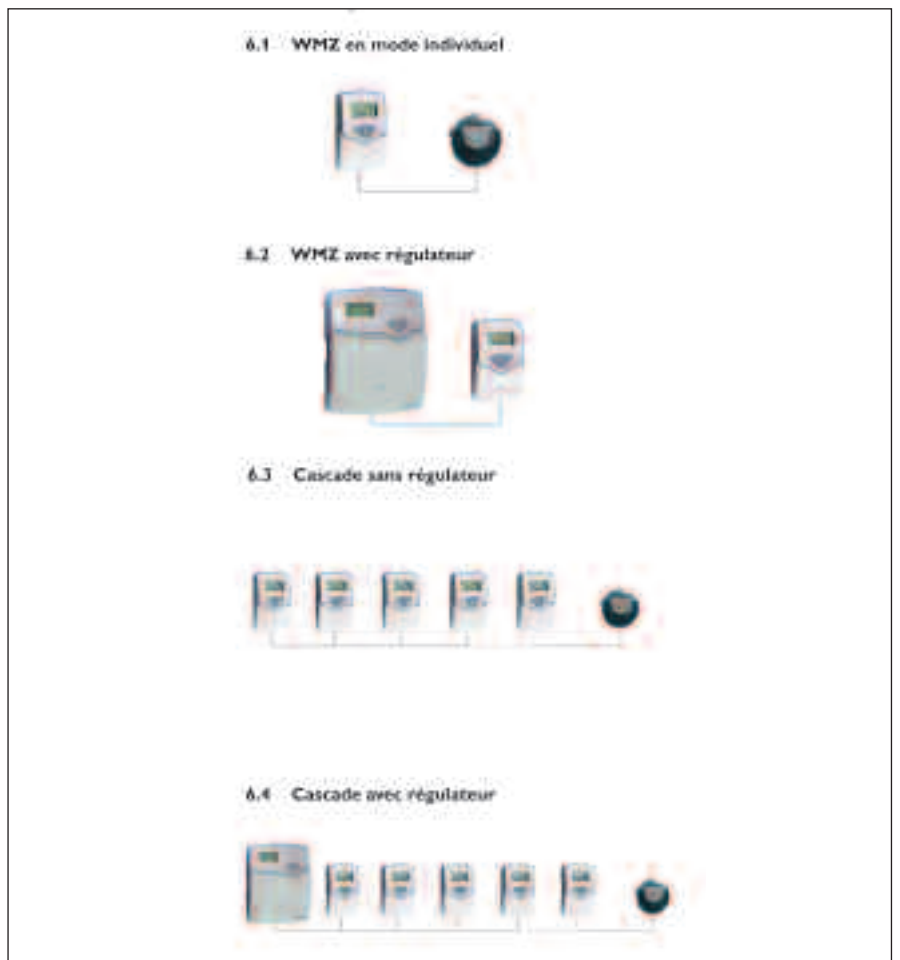 6.1 WMZ en mode individuel
6.2 WMZ avec régulateur
6.3 Cascade sans régulateur
6.4 Cascade avec régulateur